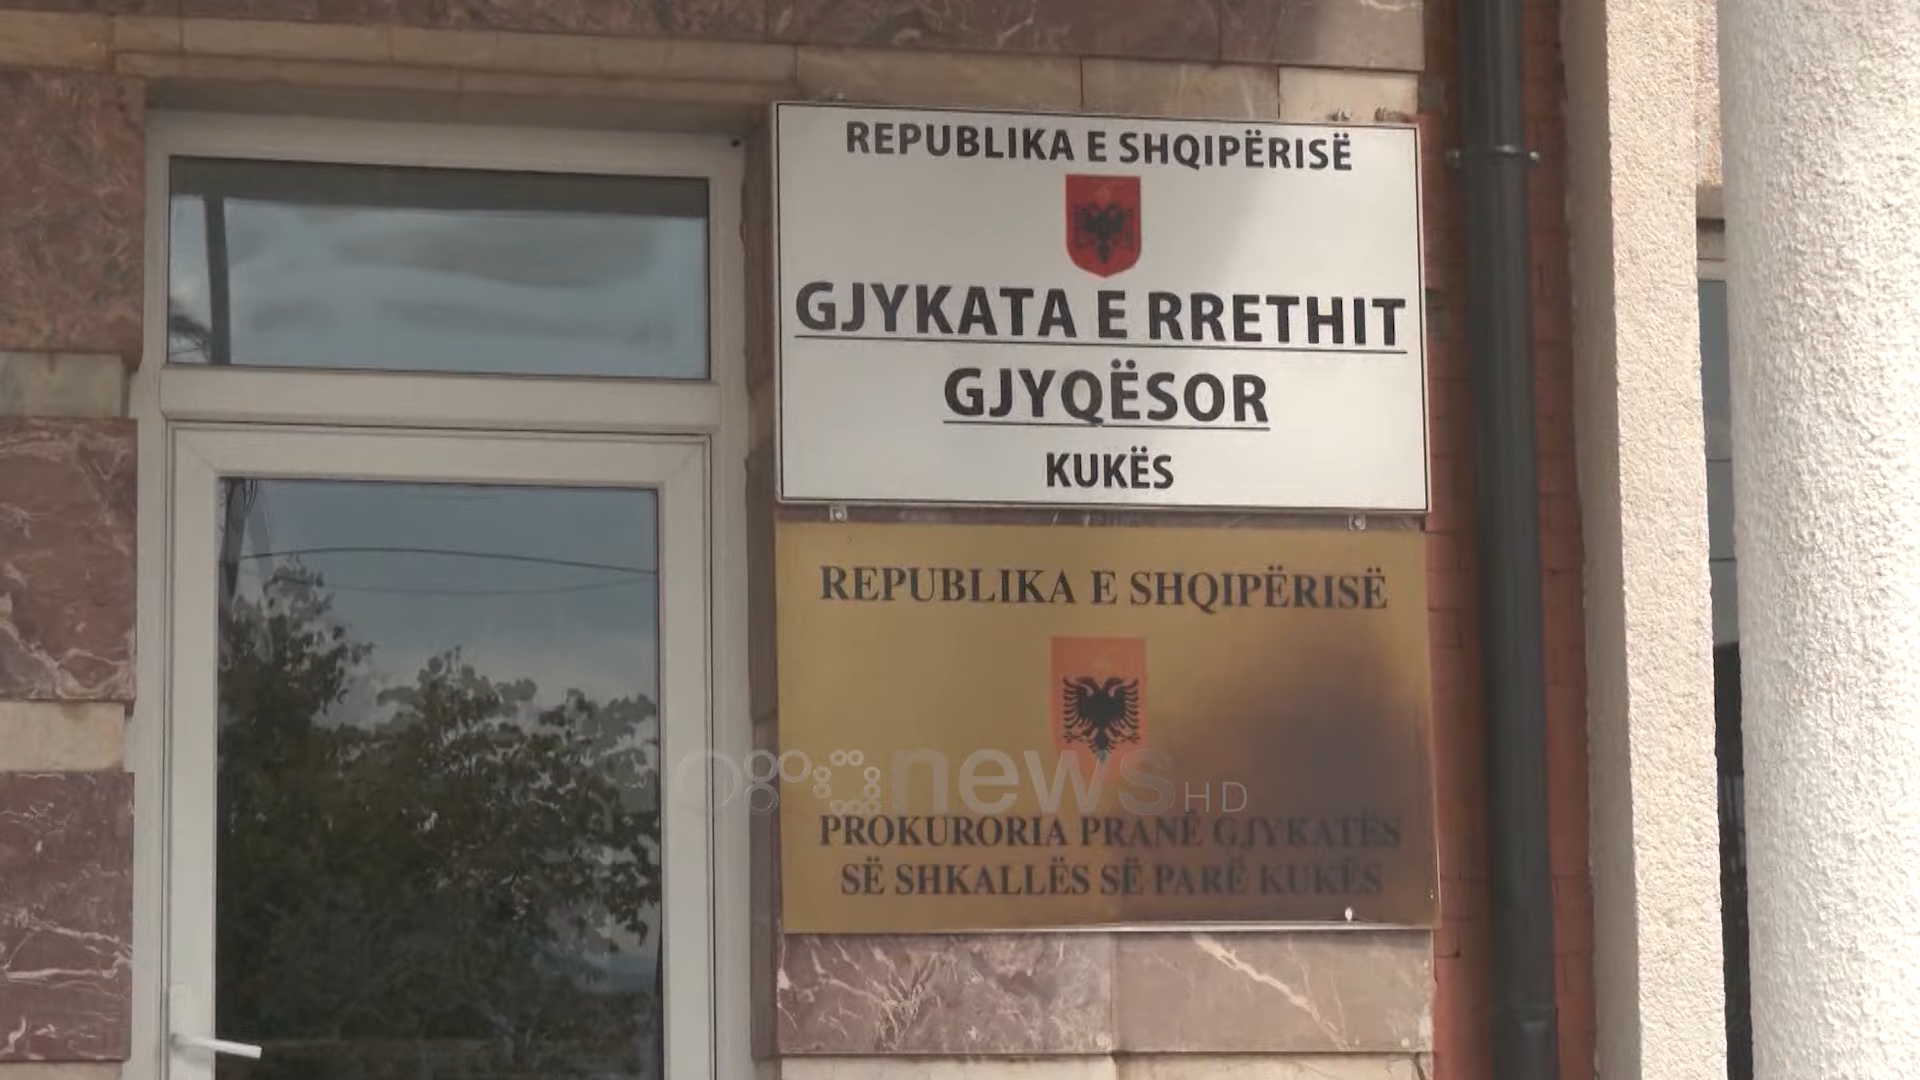 REPUBLIKA E SHQIPËRISË
GJYKATA E RRETHIT
GJYQËSOR
KUKËS
REPUBLIKA E SHQIPËRISË
news HD
PROKURORIA PRANË GJYKATËS
SË SHKALLËS SË PARË KUKËS